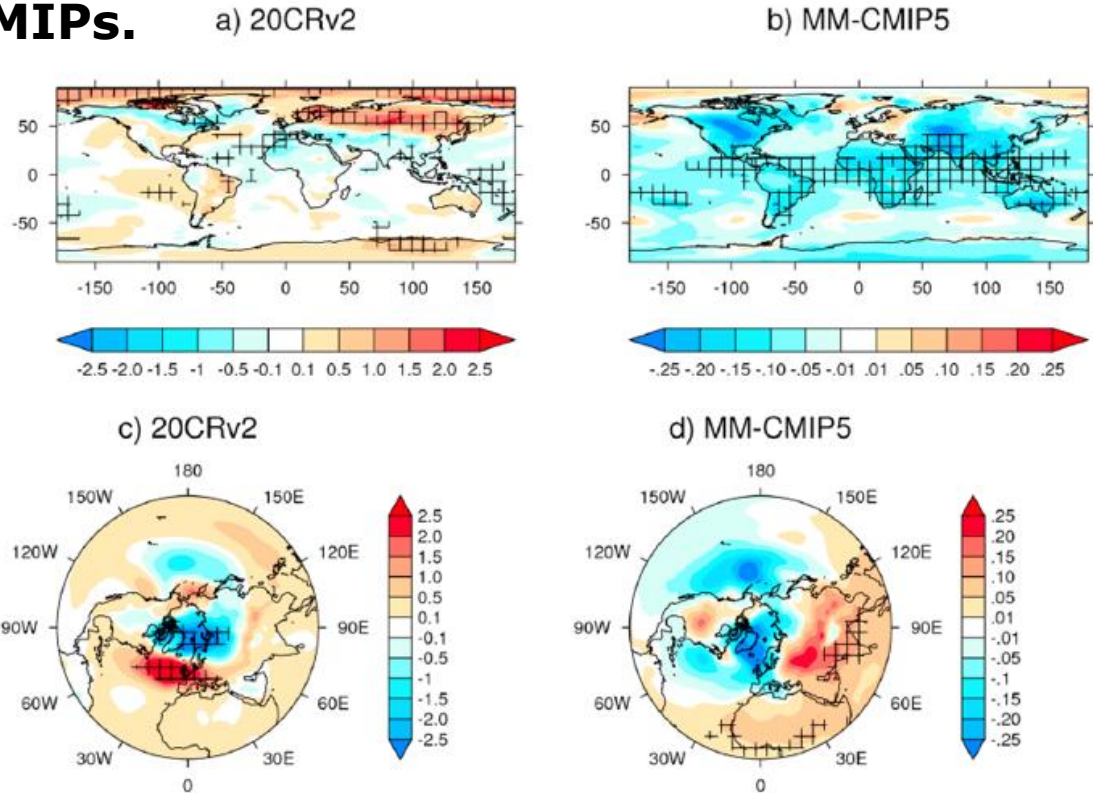 MIPs.
a) 20CRv2
b) MM-CMIP5
50
0
-50
-150 -100 -50 0 50 100 150
50
0
-50
-150 -100 -50 0 50 100 150
-2.5 -2.0 -1.5 -1 -0.5 -0.1 0.1 0.5 1.0 1.5 2.0 2.5
-.25 -.20 -.15 -.10 -.05 -.01 .01 .05 .10 .15 .20 .25
c) 20CRv2
d) MM-CMIP5
180
150W 150E
120W 120E
90W 90E
60W 60E
30W 30E
0
2.5
2.0
1.5
1.0
0.5
0.1
-0.1
-0.5
-1
-1.5
-2.0
-2.5
180
150W 150E
120W 120E
90W 90E
60W 60E
30W 30E
0
.25
.20
.15
.10
.05
.01
-.01
-.05
-.1
-.15
-.20
-.25